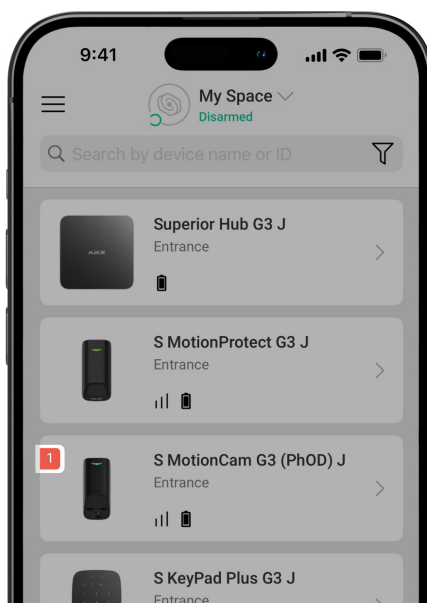 9:41
My Space
Disarmed
Search by device name or ID
AJAX
Superior Hub G3 J
Entrance
S MotionProtect G3 J
Entrance
1
S MotionCam G3 (PhOD) J
Entrance
S KeyPad Plus G3 J
Entrance